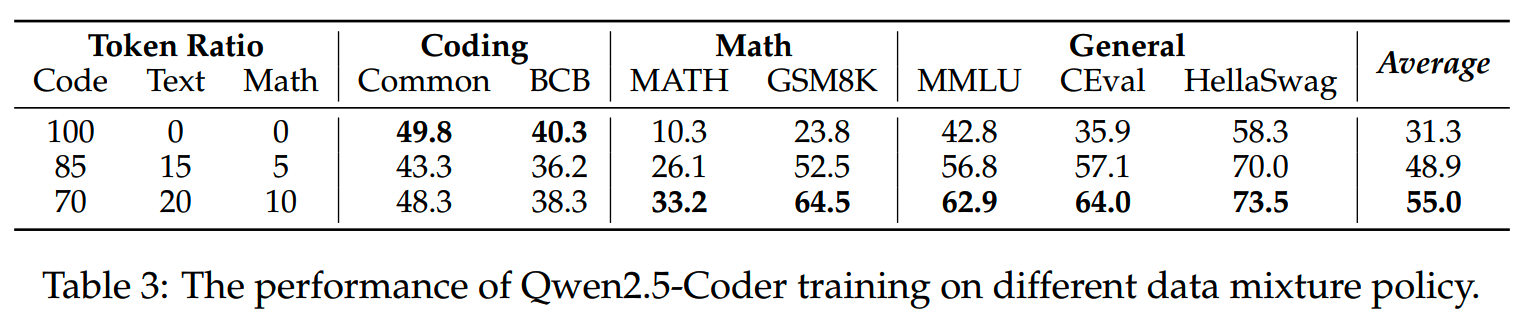 Token Ratio Coding Math General Average
Code Text Math Common BCB MATH GSM8K MMLU CEval HellaSwag
100 0 0 49.8 40.3 10.3 23.8 42.8 35.9 58.3 31.3
85 15 5 43.3 36.2 26.1 52.5 56.8 57.1 70.0 48.9
70 20 10 48.3 38.3 33.2 64.5 62.9 64.0 73.5 55.0
Table 3: The performance of Qwen2.5-Coder training on different data mixture policy.